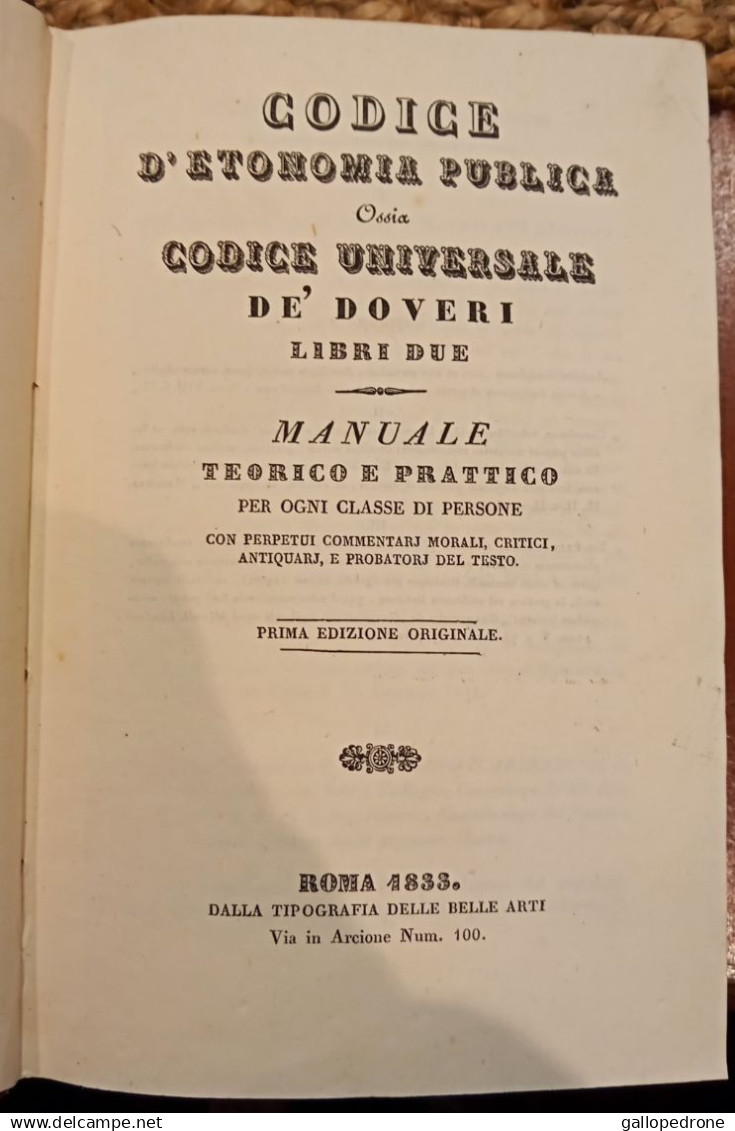 CODICE
D'ETONOMIA PUBLICA
Ossia
CODICE UNIVERSALE
DE' DOVERI
LIBRI DUE
MANUALE
TEORICO E PRATTICO
PER OGNI CLASSE DI PERSONE
CON PERPETUI COMMENTARJ MORALI, CRITICI,
ANTIQUARJ, E PROBATORJ DEL TESTO.
PRIMA EDIZIONE ORIGINALE.
ROMA 1833.
DALLA TIPOGRAFIA DELLE BELLE ARTI
Via in Arcione Num. 100.
©www.delcampe.net
gallopedrone